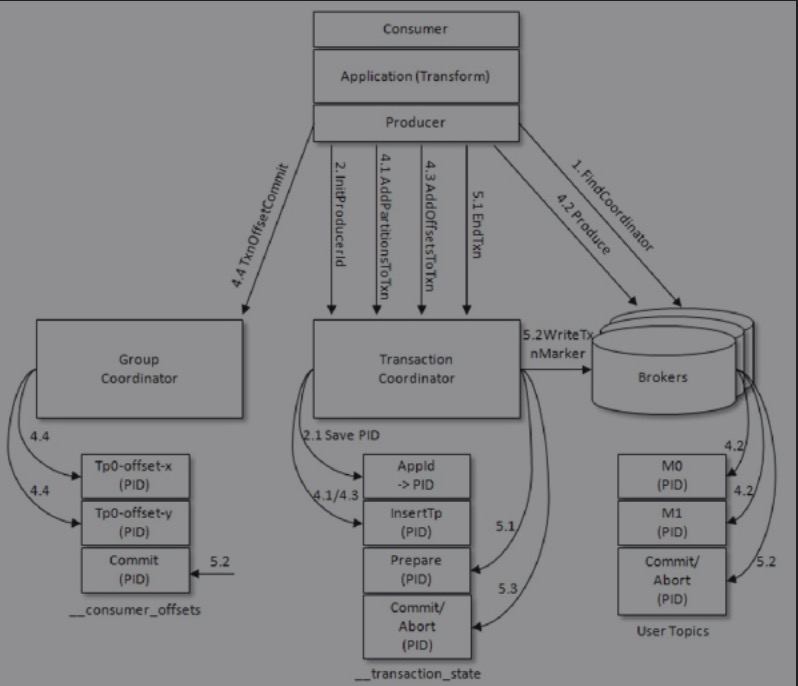 Consumer
Application (Transform)
Producer
4.4 TxnOffsetCommit
2. InitProducerId
4.1 AddPartitionsToTxn
4.3 AddOffsetsToTxn
5.1 EndTxn
4.2 Produce
1. FindCoordinator
Group
Coordinator
Transaction
Coordinator
5.2WriteTx
nMarker
Brokers
4.4
4.4
Tp0-offset-x
(PID)
Tp0-offset-y
(PID)
Commit
(PID)
5.2
__consumer_offsets
2.1 Save PID
4.1/4.3
AppId
-> PID
InsertTp
(PID)
Prepare
(PID)
Commit/
Abort
(PID)
5.1
5.3
__transaction_state
4.2
4.2
5.2
M0
(PID)
M1
(PID)
Commit/
Abort
(PID)
User Topics